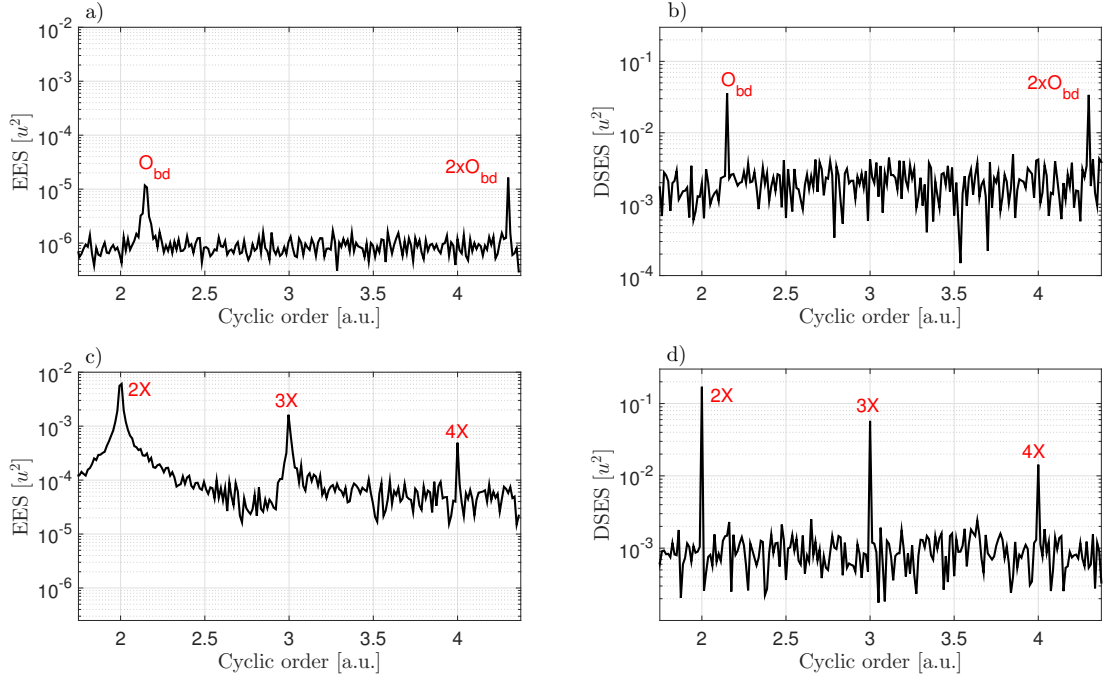 a)
10^-2
10^-3
10^-4
10^-5
10^-6
EES [u^2]
O_bd
2xO_bd
2
2.5
3
3.5
4
Cyclic order [a.u.]
b)
10^-1
10^-2
10^-3
10^-4
DSES [u^2]
O_bd
2xO_bd
2
2.5
3
3.5
4
Cyclic order [a.u.]
c)
10^-2
10^-3
10^-4
10^-5
10^-6
EES [u^2]
2X
3X
4X
2
2.5
3
3.5
4
Cyclic order [a.u.]
d)
10^-1
10^-2
10^-3
DSES [u^2]
2X
3X
4X
2
2.5
3
3.5
4
Cyclic order [a.u.]